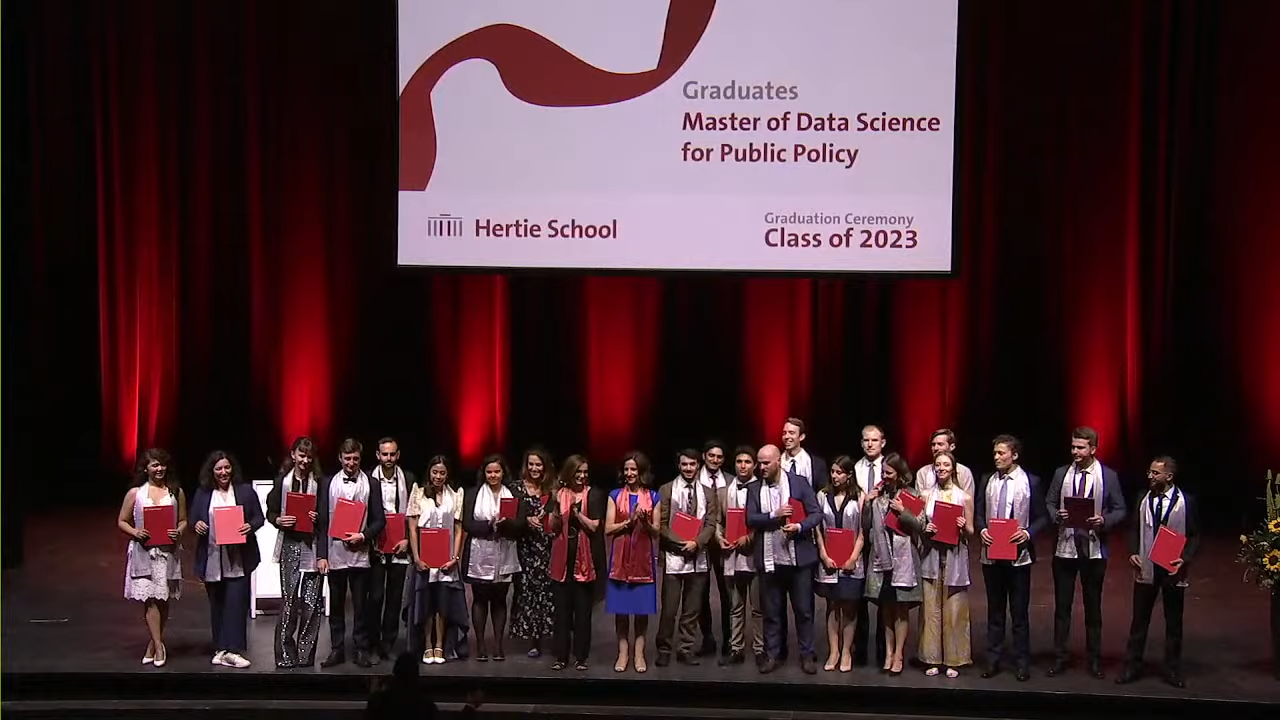 Graduates
Master of Data Science
for Public Policy
Hertie School
Graduation Ceremony
Class of 2023